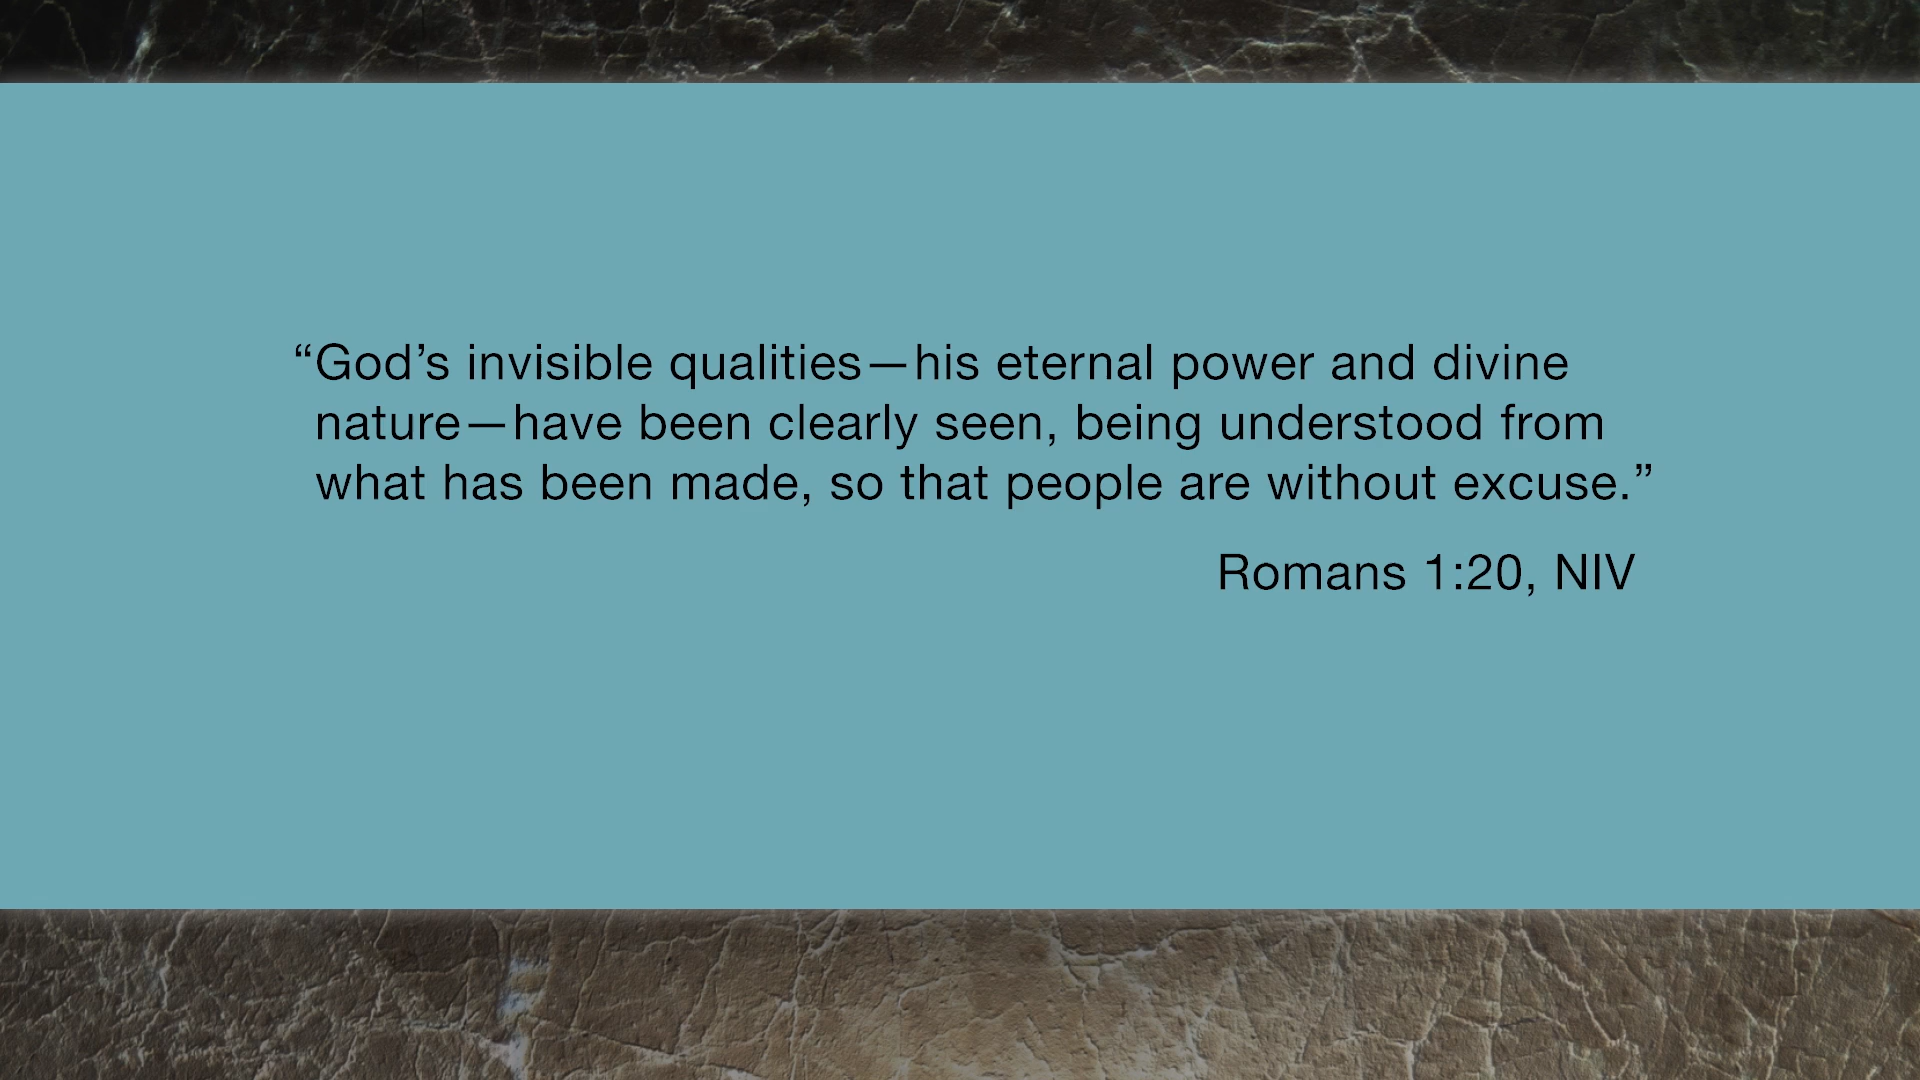 “God’s invisible qualities—his eternal power and divine
nature—have been clearly seen, being understood from
what has been made, so that people are without excuse.”
Romans 1:20, NIV